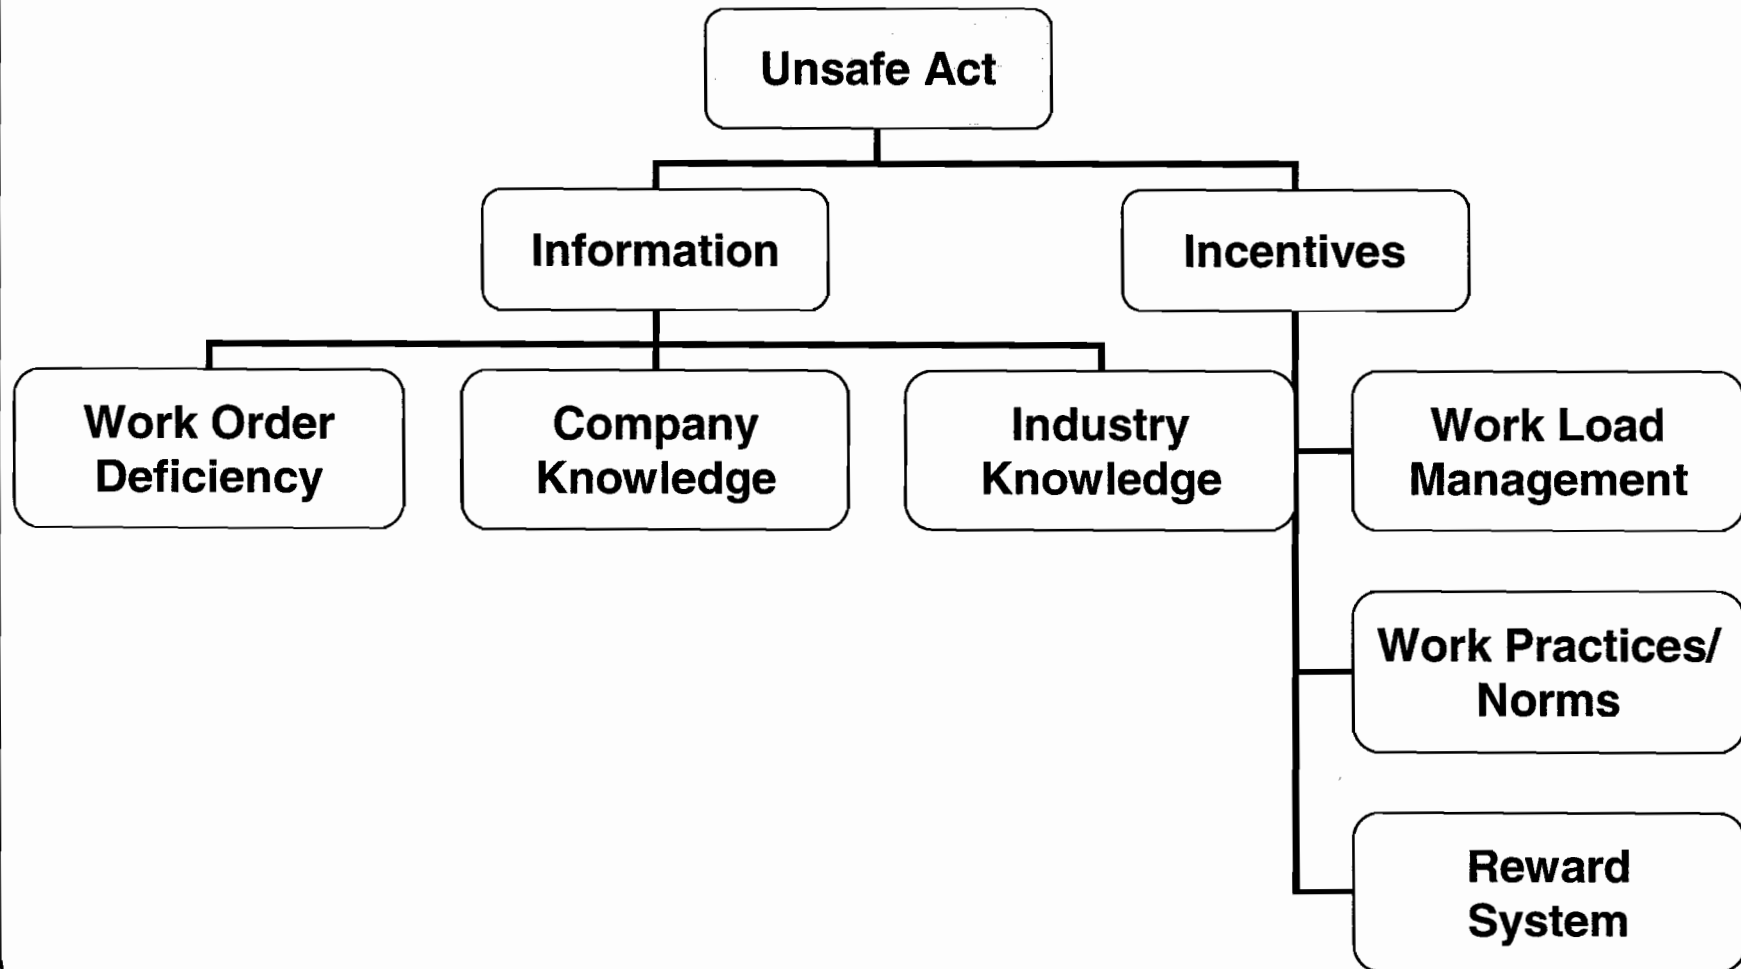 Unsafe Act
Information
Incentives
Work Order
Deficiency
Company
Knowledge
Industry
Knowledge
Work Load
Management
Work Practices/
Norms
Reward
System